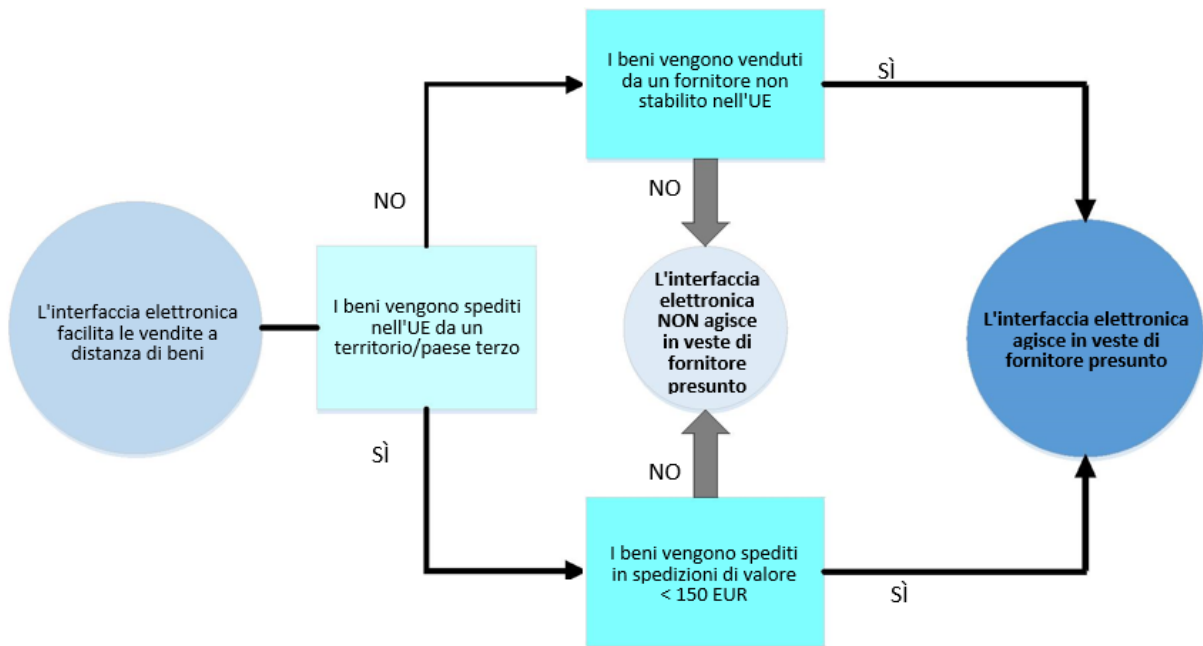 L'interfaccia elettronica
facilita le vendite a
distanza di beni
I beni vengono spediti
nell'UE da un
territorio/paese terzo
NO
SÌ
I beni vengono venduti
da un fornitore non
stabilito nell'UE
SÌ
NO
L'interfaccia
elettronica
NON agisce
in veste di
fornitore
presunto
NO
I beni vengono spediti
in spedizioni di valore
< 150 EUR
SÌ
L'interfaccia elettronica
agisce in veste di
fornitore presunto